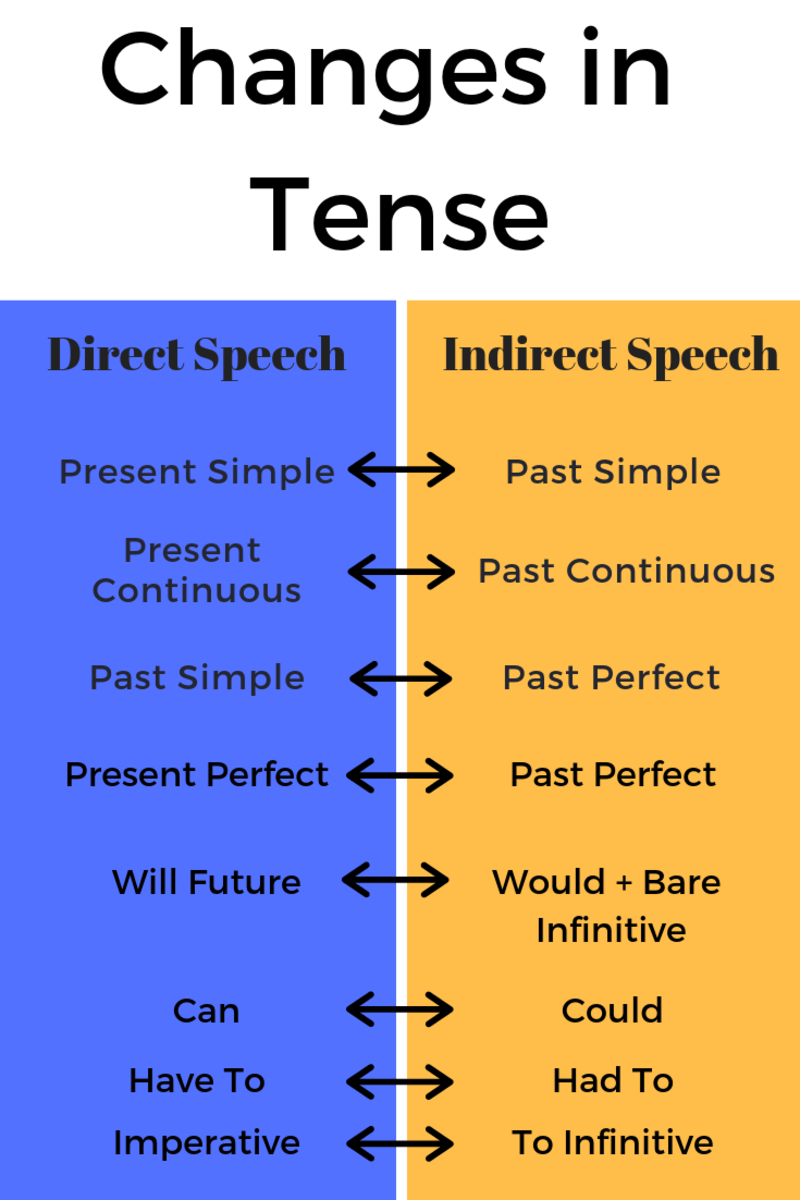 Changes in
Tense
Direct Speech
Indirect Speech
Present Simple
Past Simple
Present
Continuous
Past Continuous
Past Simple
Past Perfect
Present Perfect
Past Perfect
Will Future
Would + Bare
Infinitive
Can
Could
Have To
Had To
Imperative
To Infinitive